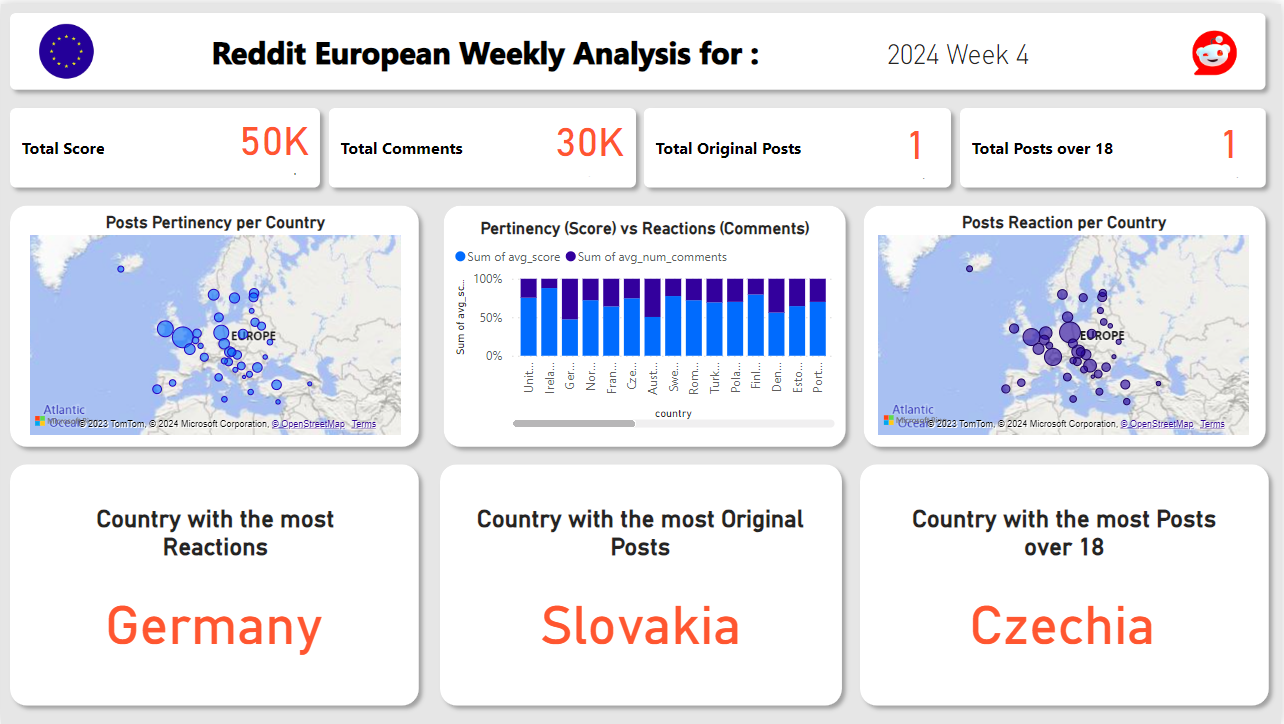 Reddit European Weekly Analysis for :
2024 Week 4
Total Score
50K
Total Comments
30K
Total Original Posts
1
Total Posts over 18
1
Posts Pertinency per Country
EUROPE
Atlantic
Ocean
© 2023 TomTom, © 2024 Microsoft Corporation, © OpenStreetMap Terms
Pertinency (Score) vs Reactions (Comments)
Sum of avg_score
Sum of avg_num_comments
100%
50%
0%
Sum of avg_sc...
Unit...
Irela...
Ger...
Nor...
Fran...
Cze...
Aust...
Swe...
Rom...
Turk...
Pola...
Finl...
Den...
Esto...
Port...
country
Posts Reaction per Country
EUROPE
Atlantic
Ocean
© 2023 TomTom, © 2024 Microsoft Corporation, © OpenStreetMap Terms
Country with the most
Reactions
Germany
Country with the most Original
Posts
Slovakia
Country with the most Posts
over 18
Czechia